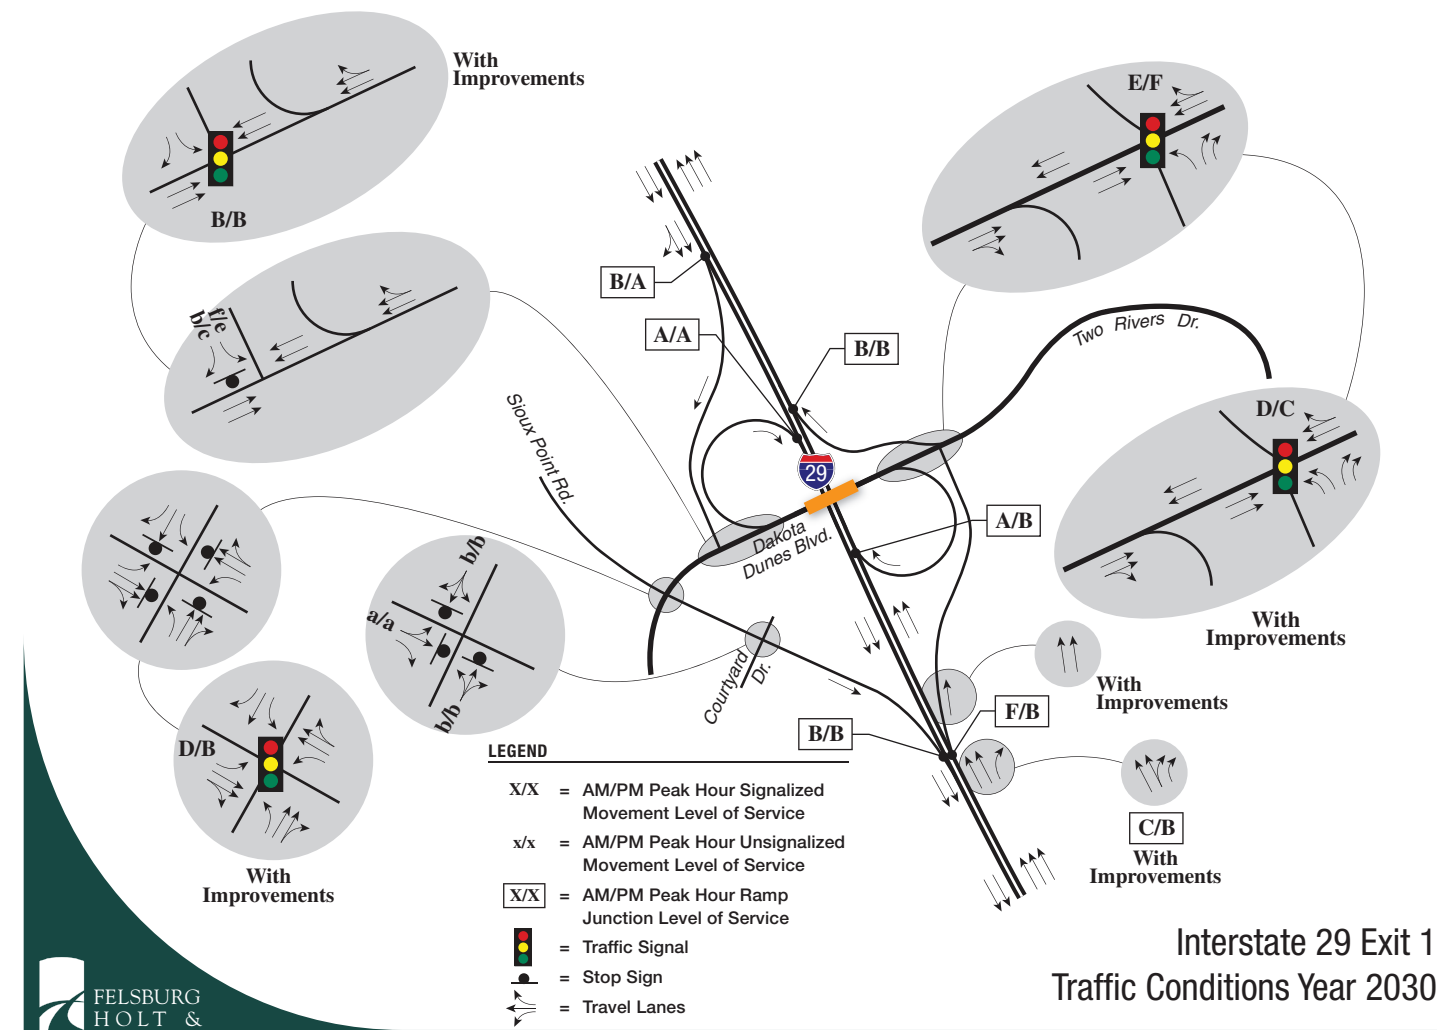 With
Improvements
B/B
E/F
B/A
A/A
B/B
Two Rivers Dr.
f/e
b/c
Sioux Point Rd.
29
D/C
With
Improvements
A/B
Dakota
Dunes Blvd.
b/b
a/a
b/b
Courtyard
Dr.
With
Improvements
F/B
B/B
D/B
With
Improvements
C/B
With
Improvements
LEGEND
X/X = AM/PM Peak Hour Signalized
Movement Level of Service
x/x = AM/PM Peak Hour Unsignalized
Movement Level of Service
X/X = AM/PM Peak Hour Ramp
Junction Level of Service
= Traffic Signal
= Stop Sign
= Travel Lanes
Interstate 29 Exit 1
Traffic Conditions Year 2030
FELSBURG
HOLT &